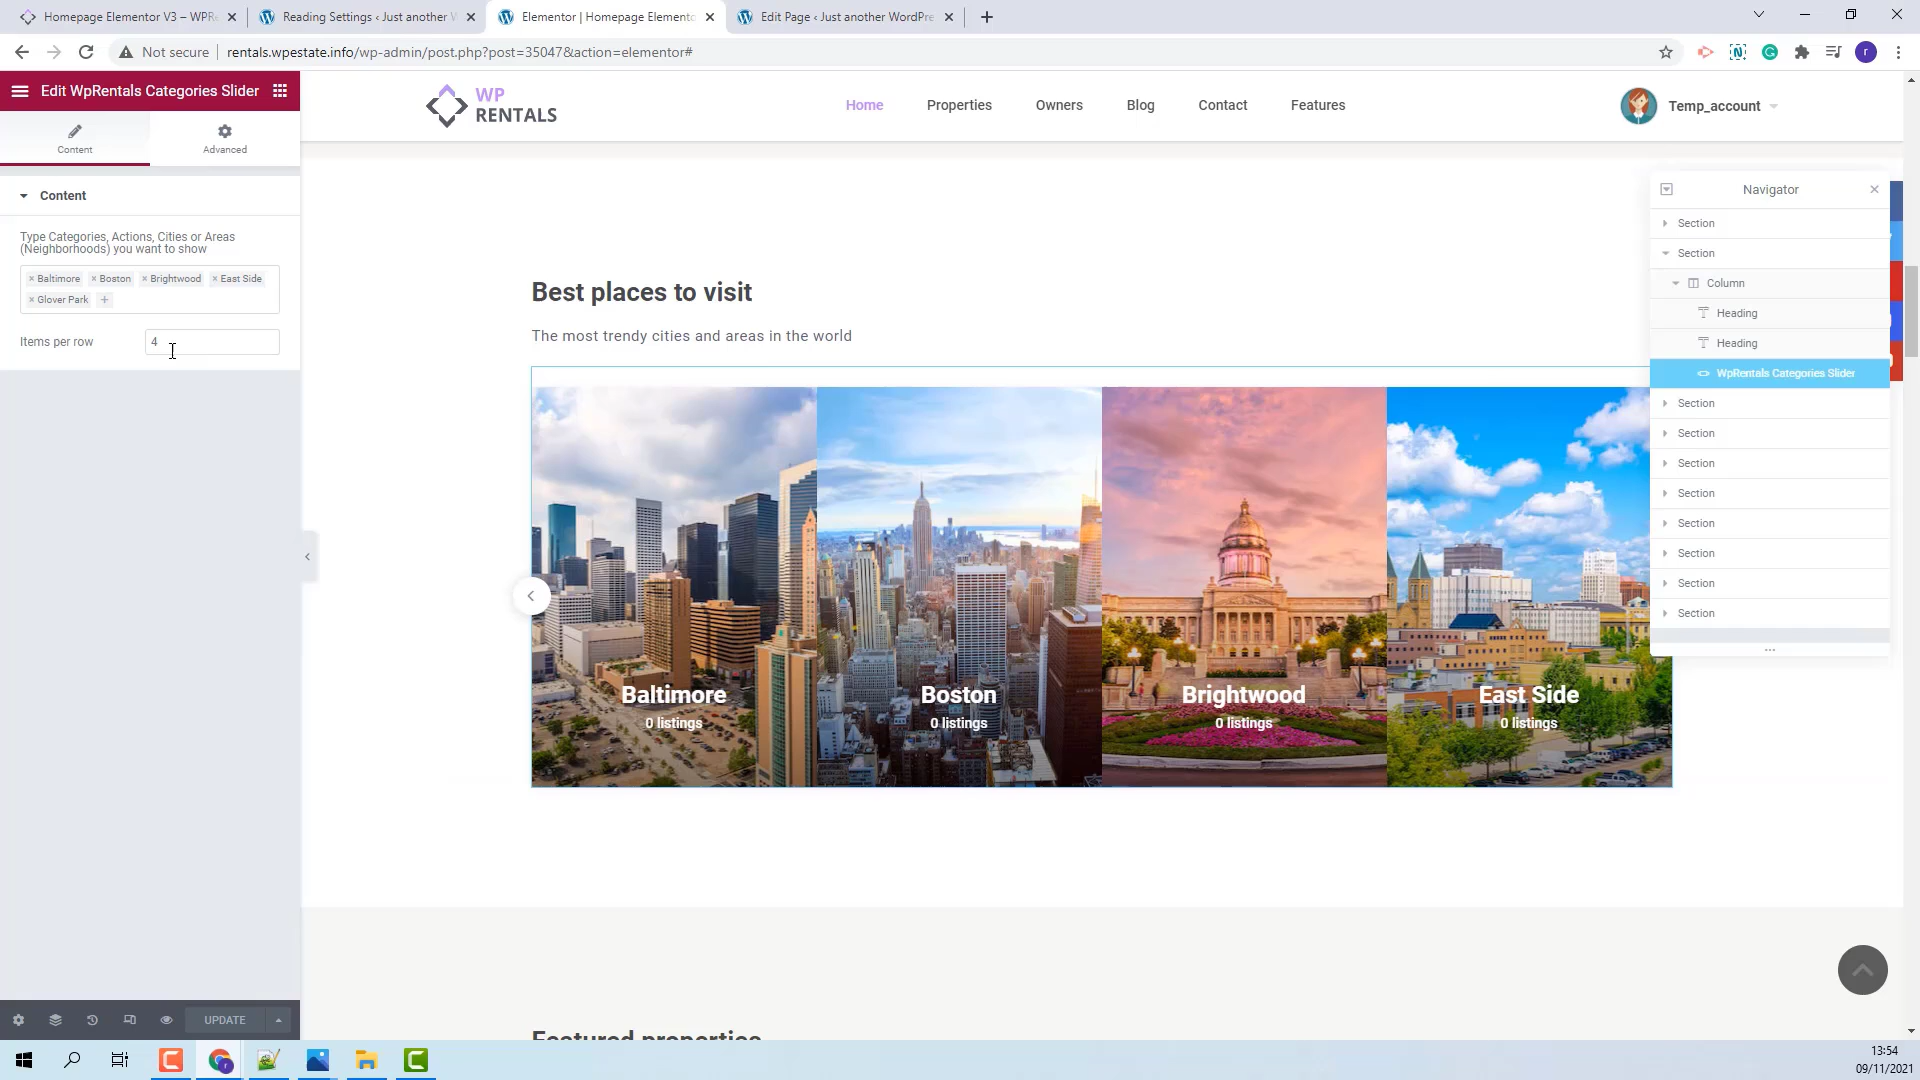 Homepage Elementor V3 – WPRe
Reading Settings ‹ Just another W
Elementor | Homepage Elemento
Edit Page ‹ Just another WordPre
Not secure
rentals.wpestate.info/wp-admin/post.php?post=35047&action=elementor#
r
Edit WpRentals Categories Slider
Content
Advanced
Content
Type Categories, Actions, Cities or Areas
(Neighborhoods) you want to show
× Baltimore × Boston × Brightwood × East Side
× Glover Park +
Items per row 4
UPDATE
WP
RENTALS
Home
Properties
Owners
Blog
Contact
Features
Temp_account
Best places to visit
The most trendy cities and areas in the world
Baltimore
0 listings
Boston
0 listings
Brightwood
0 listings
East Side
0 listings
Navigator
Section
Section
Column
Heading
Heading
WpRentals Categories Slider
Section
Section
Section
Section
Section
Section
Section
Section
Featured properties
13:54
09/11/2021